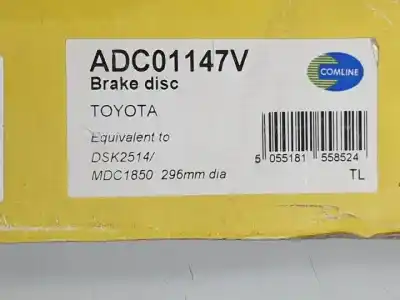 ADC01147V
Brake disc
COMLINE
TOYOTA
Equivalent to
DSK2514/
MDC1850 296mm dia
5 055181 558524
TL